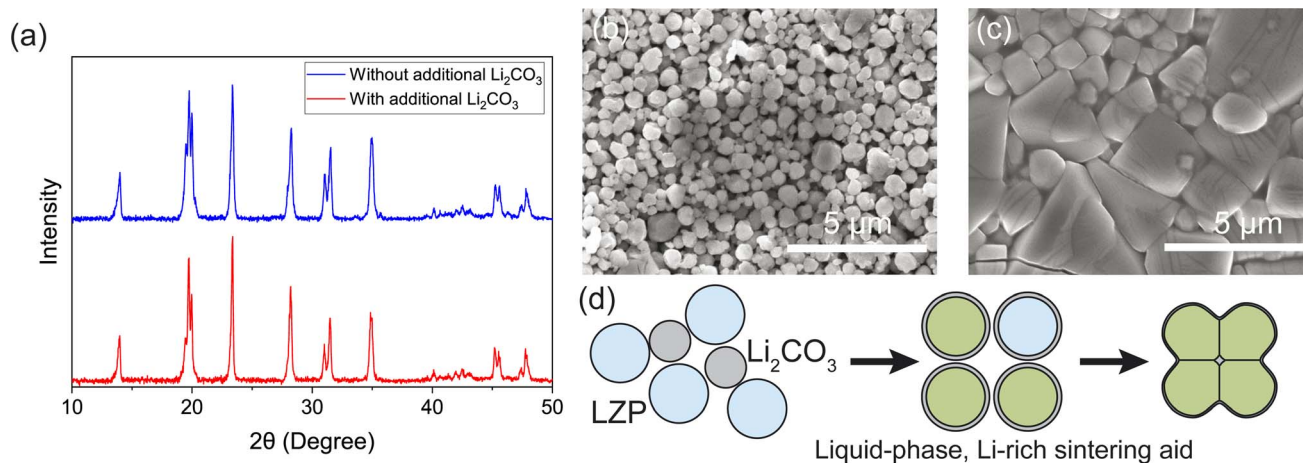 (a)
Without additional Li₂CO₃
With additional Li₂CO₃
Intensity
10 20 30 40 50
2θ (Degree)
(b)
5 μm
(c)
5 μm
(d)
LZP
Li₂CO₃
Liquid-phase, Li-rich sintering aid